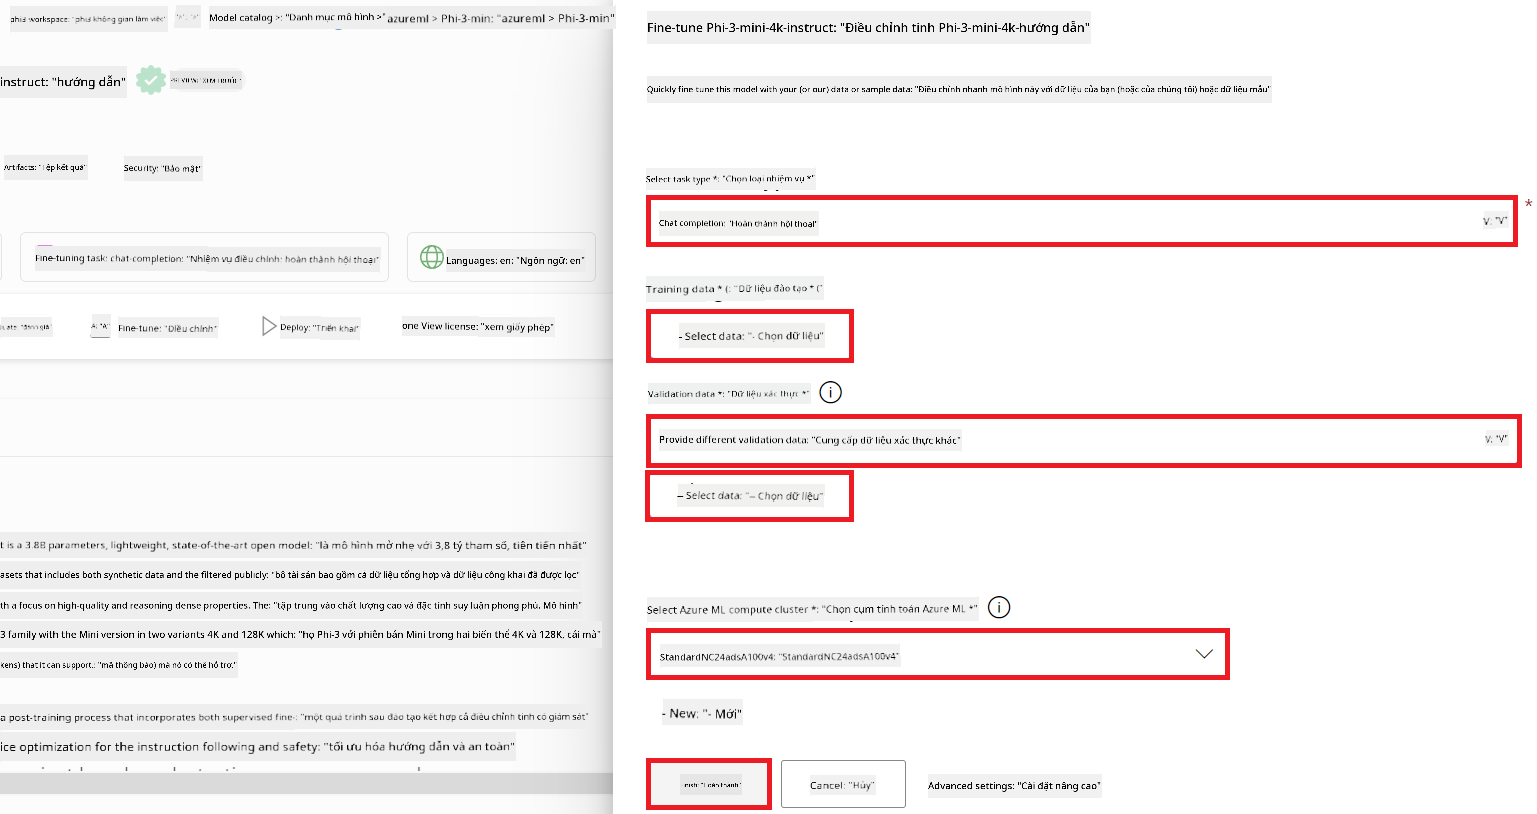 phi3 workspace: "phi3 không gian làm việc"
Model catalog >: "Danh mục mô hình >"
azureml > Phi-3-min: "azureml > Phi-3-min"
instruct: "hướng dẫn"
PREVIEW: "XEM TRƯỚC"
Artifacts: "Tệp kết quả"
Security: "Bảo mật"
Fine-tuning task: chat-completion: "Nhiệm vụ điều chỉnh: hoàn thành hội thoại"
Languages: en: "Ngôn ngữ: en"
uate: "đánh giá"
A: "A"
Fine-tune: "Điều chỉnh"
Deploy: "Triển khai"
one View license: "xem giấy phép"
t is a 3.8B parameters, lightweight, state-of-the-art open model: "là mô hình mở nhẹ với 3,8 tỷ tham số, tiên tiến nhất"
asets that includes both synthetic data and the filtered publicly: "bộ tài sản bao gồm cả dữ liệu tổng hợp và dữ liệu công khai đã được lọc"
th a focus on high-quality and reasoning dense properties. The: "tập trung vào chất lượng cao và đặc tính suy luận phong phú. Mô hình"
3 family with the Mini version in two variants 4K and 128K which: "họ Phi-3 với phiên bản Mini trong hai biến thể 4K và 128K, cái mà"
kens) that it can support.: "mã thông báo) mà nó có thể hỗ trợ."
a post-training process that incorporates both supervised fine-: "một quá trình sau đào tạo kết hợp cả điều chỉnh tinh có giám sát"
ice optimization for the instruction following and safety: "tối ưu hóa hướng dẫn và an toàn"
Fine-tune Phi-3-mini-4k-instruct: "Điều chỉnh tinh Phi-3-mini-4k-hướng dẫn"
Quickly fine tune this model with your (or our) data or sample data: "Điều chỉnh nhanh mô hình này với dữ liệu của bạn (hoặc của chúng tôi) hoặc dữ liệu mẫu"
Select task type *: "Chọn loại nhiệm vụ *"
*
Chat completion: "Hoàn thành hội thoại"
V: "V"
Training data * (: "Dữ liệu đào tạo * ("
- Select data: "- Chọn dữ liệu"
Validation data *: "Dữ liệu xác thực *"
Provide different validation data: "Cung cấp dữ liệu xác thực khác"
V: "V"
– Select data: "– Chọn dữ liệu"
Select Azure ML compute cluster *: "Chọn cụm tính toán Azure ML *"
StandardNC24adsA100v4: "StandardNC24adsA100v4"
- New: "- Mới"
nish: "Hoàn thành"
Cancel: "Hủy"
Advanced settings: "Cài đặt nâng cao"